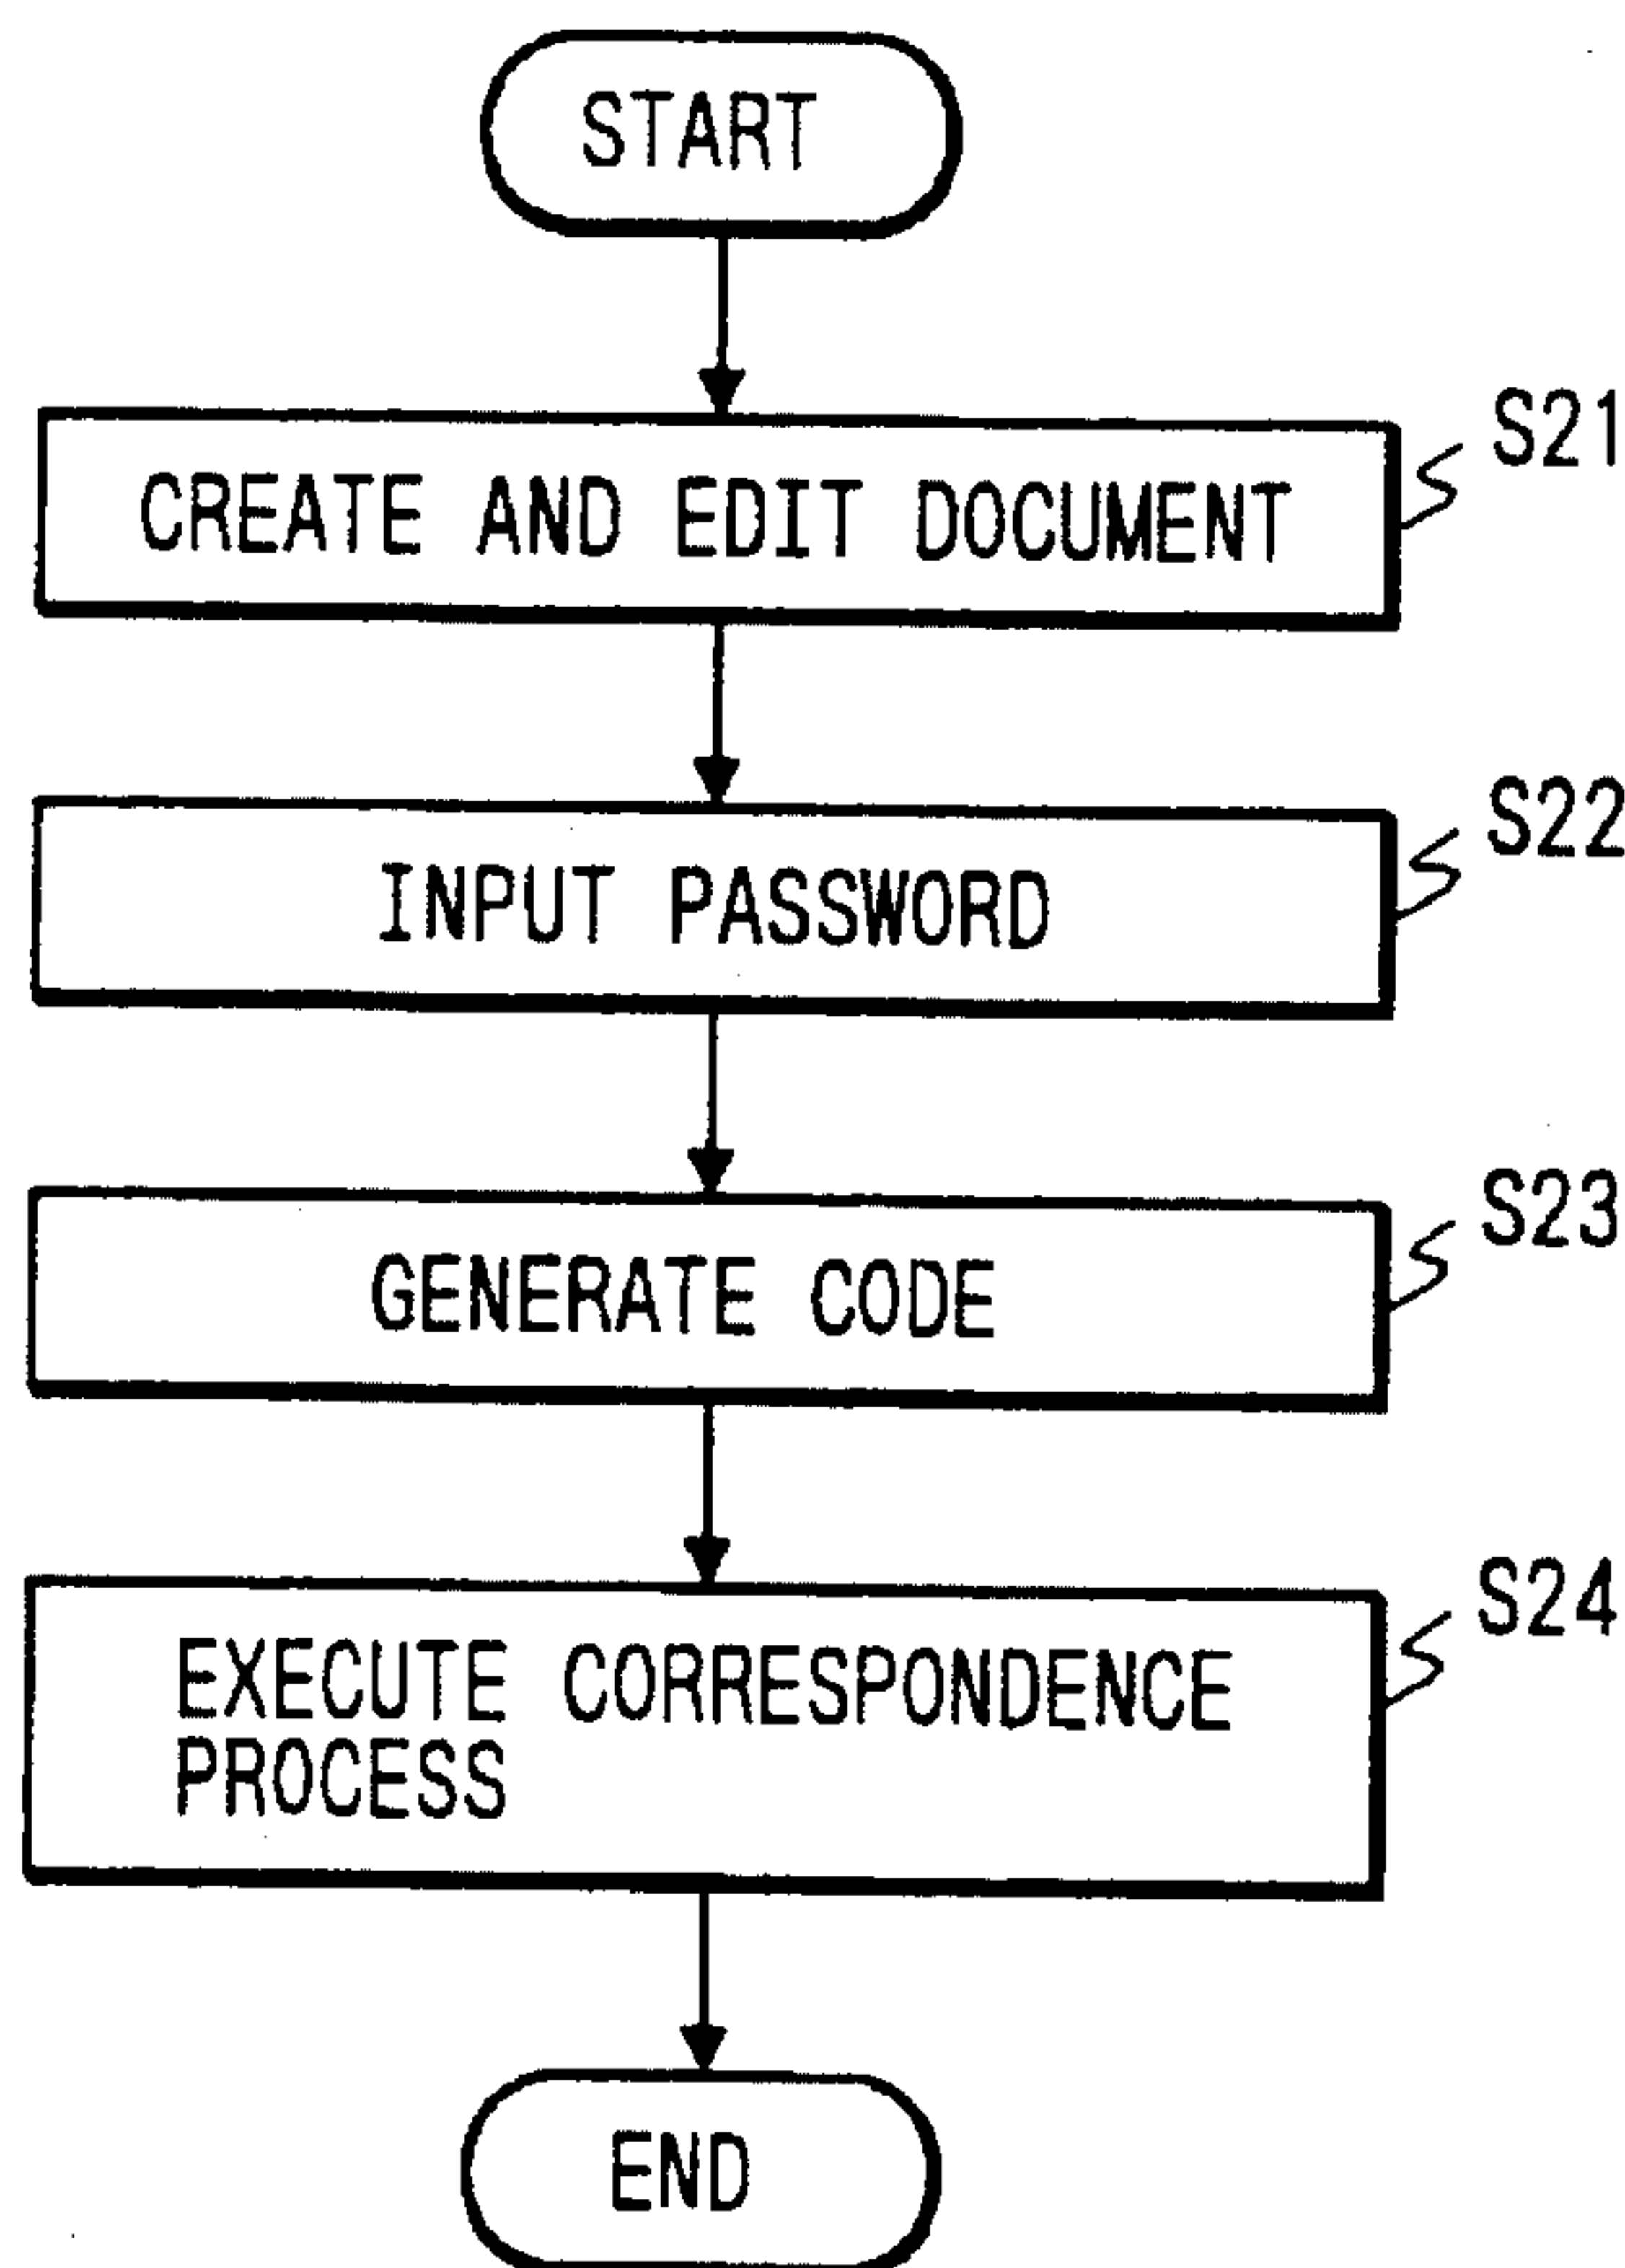 START
S21
CREATE AND EDIT DOCUMENT
S22
INPUT PASSWORD
S23
GENERATE CODE
S24
EXECUTE CORRESPONDENCE
PROCESS
END